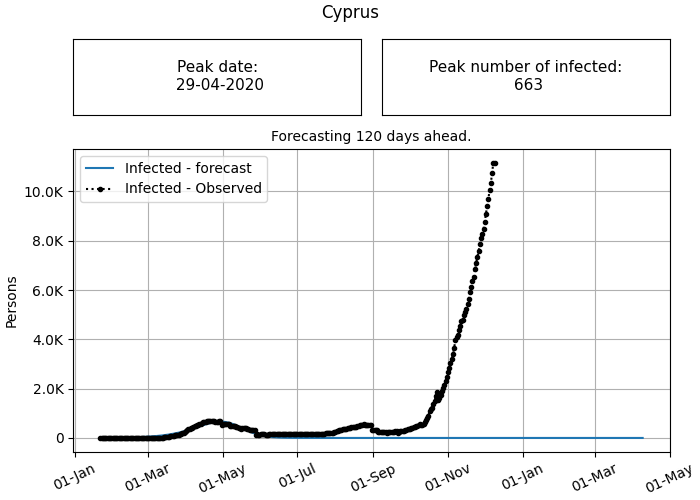 Cyprus
Peak date:
29-04-2020
Peak number of infected:
663
Forecasting 120 days ahead.
Infected - forecast
Infected - Observed
10.0K
8.0K
6.0K
4.0K
2.0K
0
Persons
01-Jan
01-Mar
01-May
01-Jul
01-Sep
01-Nov
01-Jan
01-Mar
01-May